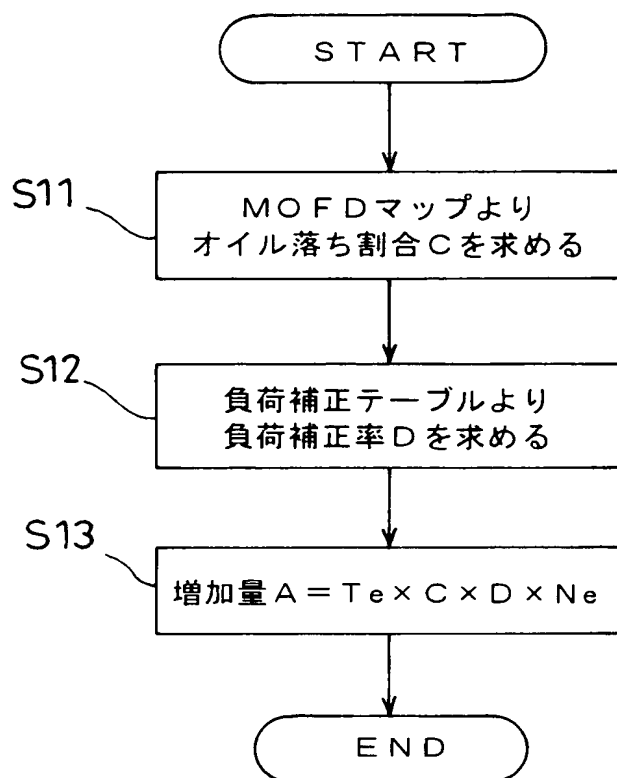 START
S11
MOFDマップより
オイル落ち割合Cを求める
S12
負荷補正テーブルより
負荷補正率Dを求める
S13
増加量A=Te×C×D×Ne
END